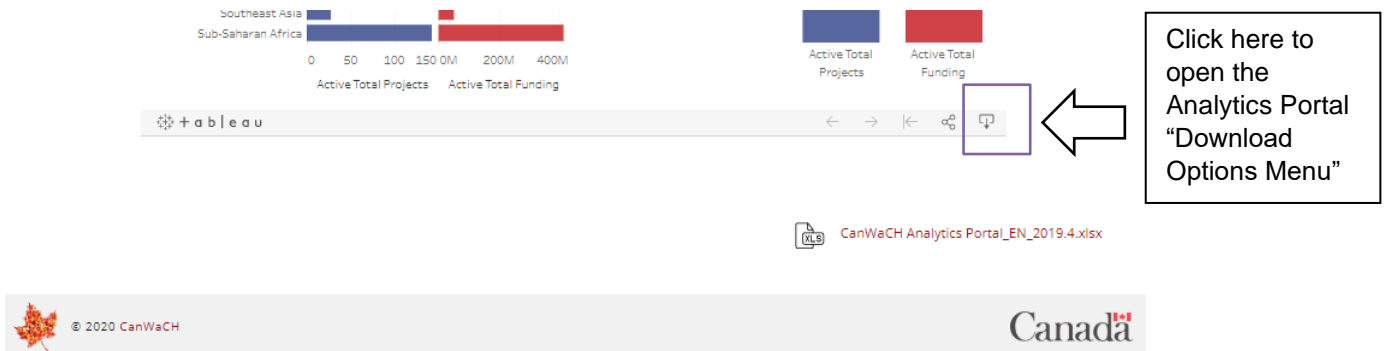 Southeast Asia
Sub-Saharan Africa
0 50 100 150 0M 200M 400M
Active Total Projects Active Total Funding
Active Total
Projects
Active Total
Funding
+ a b | e a u
Click here to
open the
Analytics Portal
“Download
Options Menu”
XLS
CanWaCH Analytics Portal_EN_2019.4.xlsx
© 2020 CanWaCH
Canada